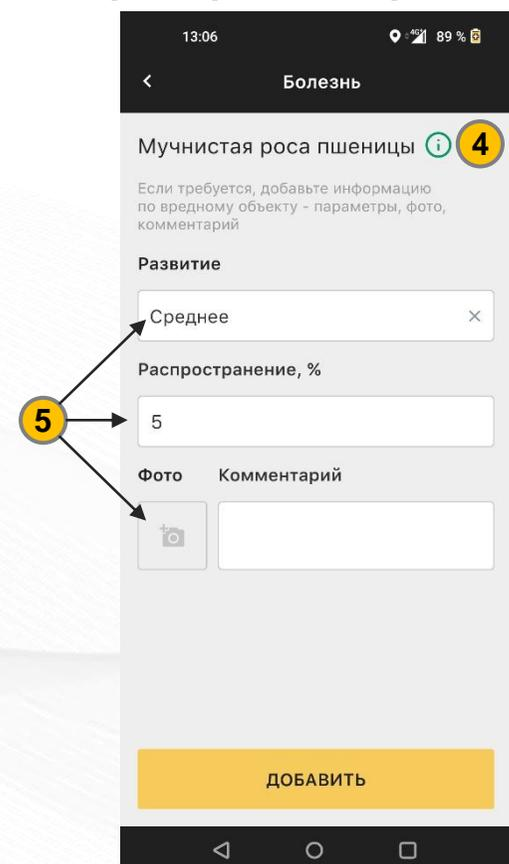 13:06 4G 89 %
Болезнь
Мучнистая роса пшеницы i 4
Если требуется, добавьте информацию
по вредному объекту - параметры, фото,
комментарий
Развитие
Среднее ×
Распространение, %
5
5
Фото Комментарий
ДОБАВИТЬ